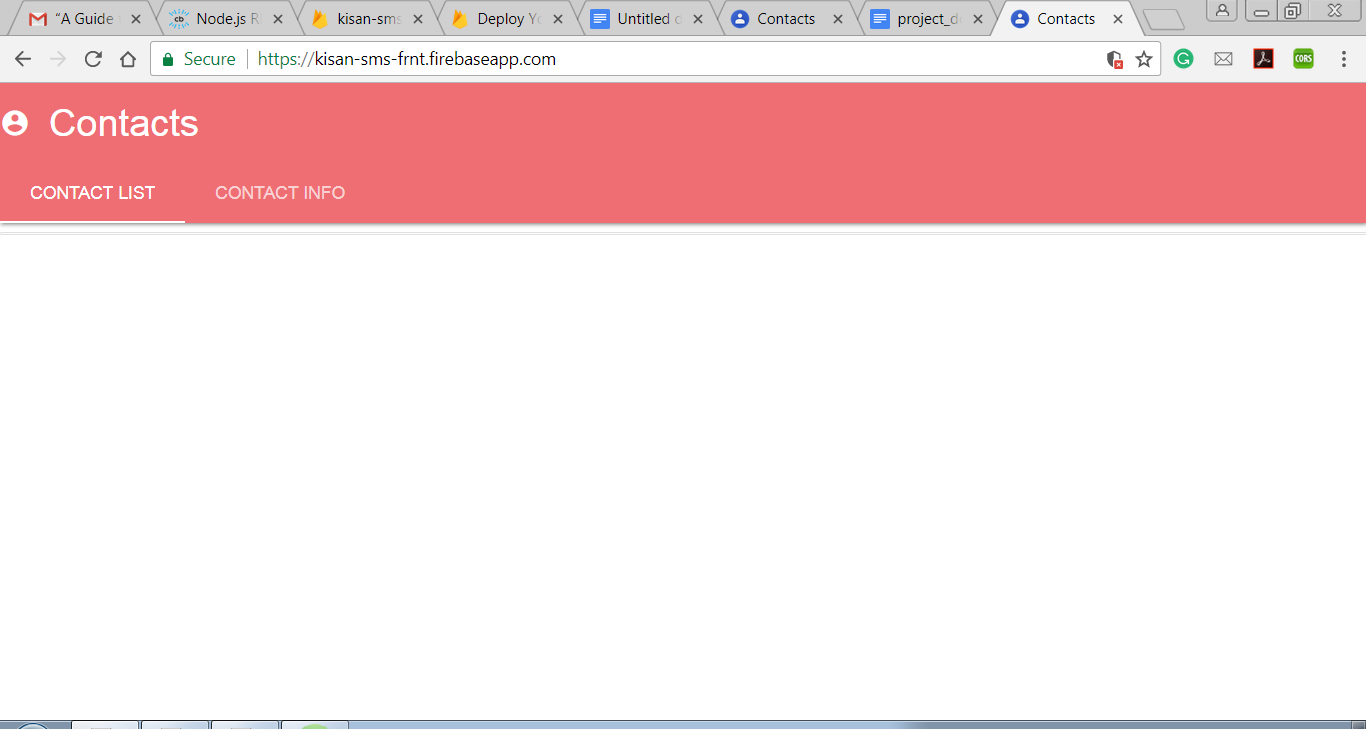 "A Guide
Node.js R
kisan-sms
Deploy Yo
Untitled d
Contacts
project_d
Contacts
Secure
https://kisan-sms-frnt.firebaseapp.com
G
CORS
Contacts
CONTACT LIST
CONTACT INFO